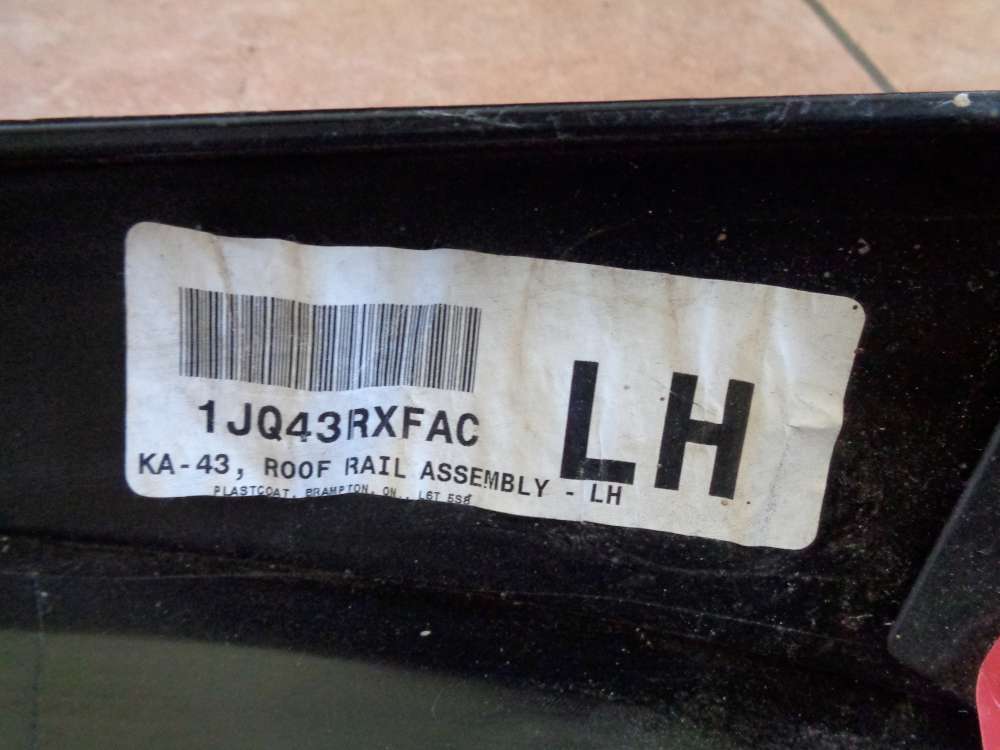 1JQ43RXFAC
LH
KA-43, ROOF RAIL ASSEMBLY - LH
PLASTCOAT, BRAMPTON, ON., L6T 5S8